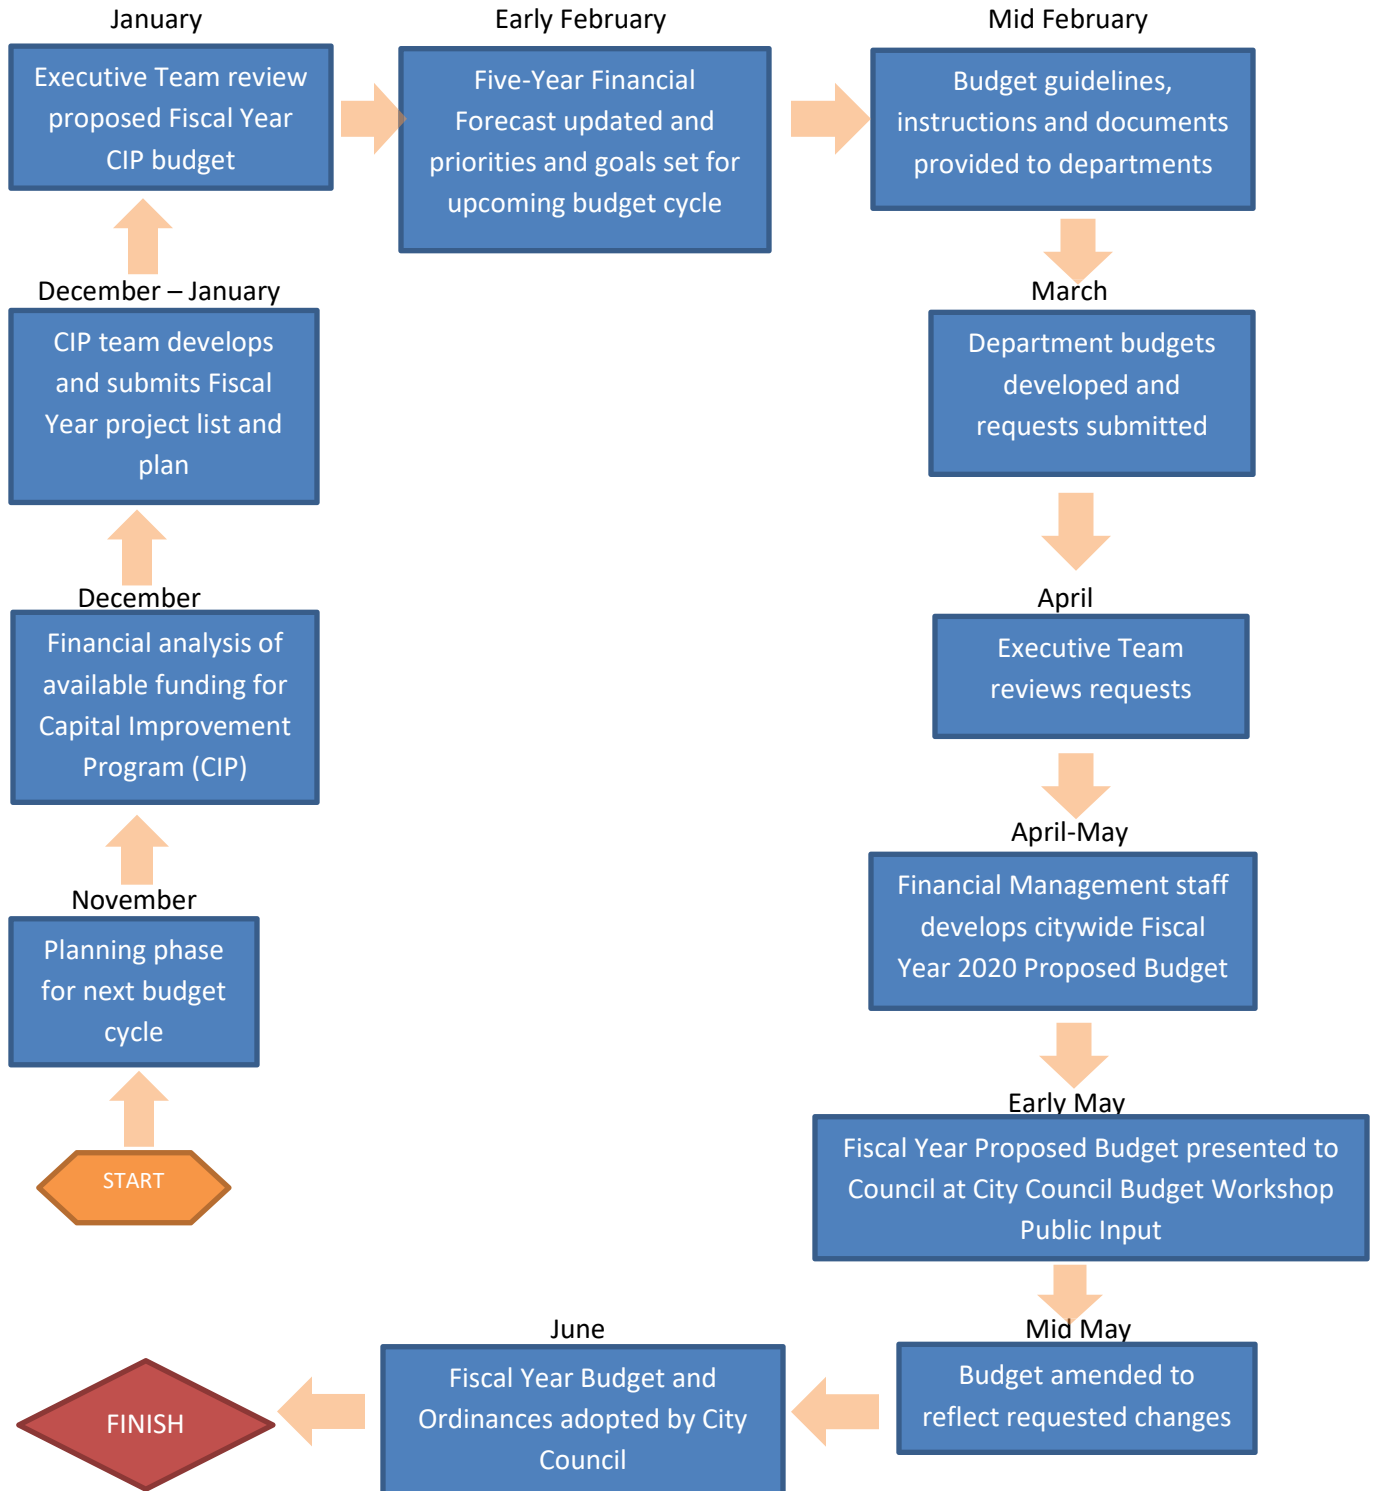 January
Executive Team review
proposed Fiscal Year
CIP budget
Early February
Five-Year Financial
Forecast updated and
priorities and goals set for
upcoming budget cycle
Mid February
Budget guidelines,
instructions and documents
provided to departments
December – January
CIP team develops
and submits Fiscal
Year project list and
plan
March
Department budgets
developed and
requests submitted
December
Financial analysis of
available funding for
Capital Improvement
Program (CIP)
April
Executive Team
reviews requests
April-May
Financial Management staff
develops citywide Fiscal
Year 2020 Proposed Budget
November
Planning phase
for next budget
cycle
Early May
Fiscal Year Proposed Budget presented to
Council at City Council Budget Workshop
Public Input
START
Mid May
Budget amended to
reflect requested changes
June
Fiscal Year Budget and
Ordinances adopted by City
Council
FINISH